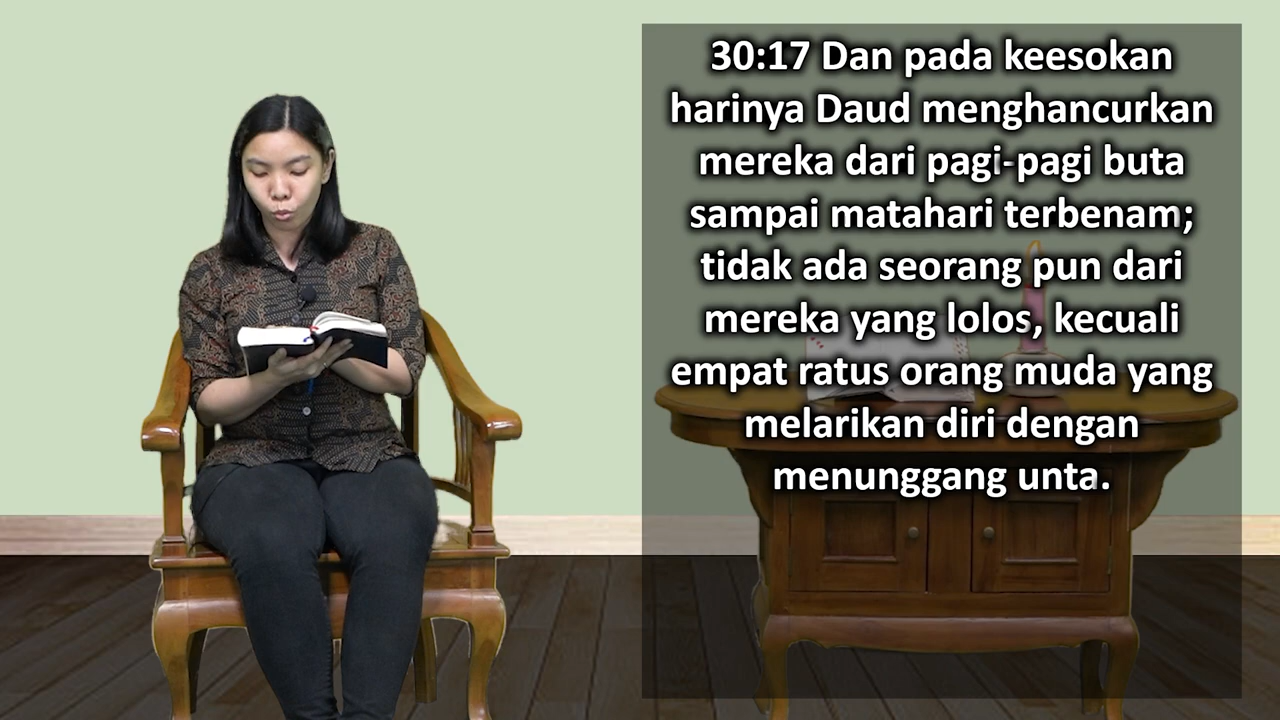 30:17 Dan pada keesokan
harinya Daud menghancurkan
mereka dari pagi-pagi buta
sampai matahari terbenam;
tidak ada seorang pun dari
mereka yang lolos, kecuali
empat ratus orang muda yang
melarikan diri dengan
menunggang unta.